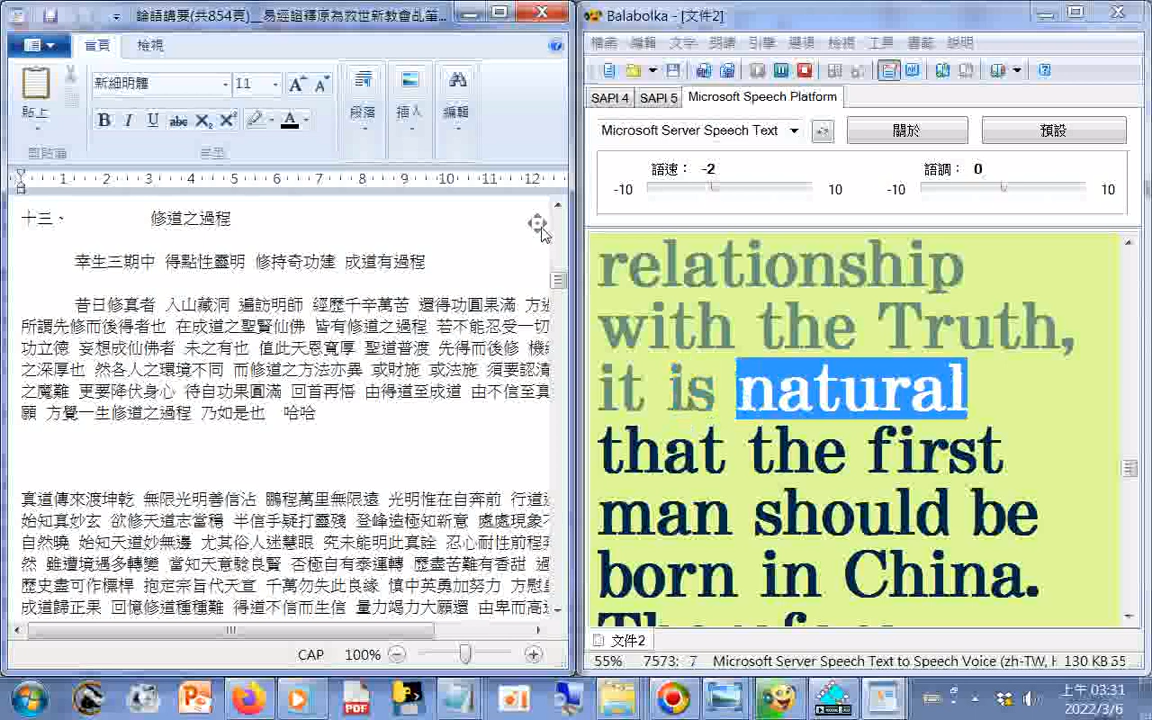 論語講要(共854頁)__易經證釋原為救世新教會乩筆...
首頁
檢視
貼上
剪貼簿
新細明體
11
字型
段落
插入
編輯
1 2 3 4 5 6 7 8 9 10 11 12
十三、 修道之過程
幸生三期中 得點性靈明 修持奇功建 成道有過程
昔日修真者 入山藏洞 遍訪明師 經歷千辛萬苦 還得功圓果滿 方
所謂先修而後得者也 在成道之聖賢仙佛 皆有修道之過程 若不能忍受一切
功立德 妄想成仙佛者 未之有也 值此天恩寬厚 聖道普渡 先得而後修 機
之深厚也 然各人之環境不同 而修道之方法亦異 或財施 或法施 須要認清
之魔難 更要降伏身心 待自功果圓滿 回首再悟 由得道至成道 由不信至真
願 方覺一生修道之過程 乃如是也 哈哈
真道傳來渡坤乾 無限光明善信沾 鵬程萬里無限遠 光明惟在自奔前 行道
始知真妙玄 欲修天道志當穩 半信乎疑打靈殘 登峰造極知新意 處處現象
自然曉 始知天道妙無邊 尤其俗人迷慧眼 究未能明此真詮 忍心耐性前程
然 雖遭境遇多轉變 當知天意驗良賢 否極自有泰運轉 歷盡苦難有香甜
歷史盡可作標桿 抱定宗旨代天宣 千萬勿失此良緣 慎中英勇加努力 方慰
成道歸正果 回憶修道種種難 得道不信而生信 量力竭力大願還 由卑而高
CAP 100%
Balabolka - [文件2]
檔案 編輯 文字 朗讀 引擎 選項 檢視 工具 書籤 說明
SAPI 4 SAPI 5 Microsoft Speech Platform
Microsoft Server Speech Text
關於
預設
語速： -2
語調： 0
-10 10 -10 10
relationship
with the Truth,
it is natural
that the first
man should be
born in China.
Therefore
文件2
55% 7573: 7 Microsoft Server Speech Text to Speech Voice (zh-TW, H 130 KB
上午 03:31
2022/3/6